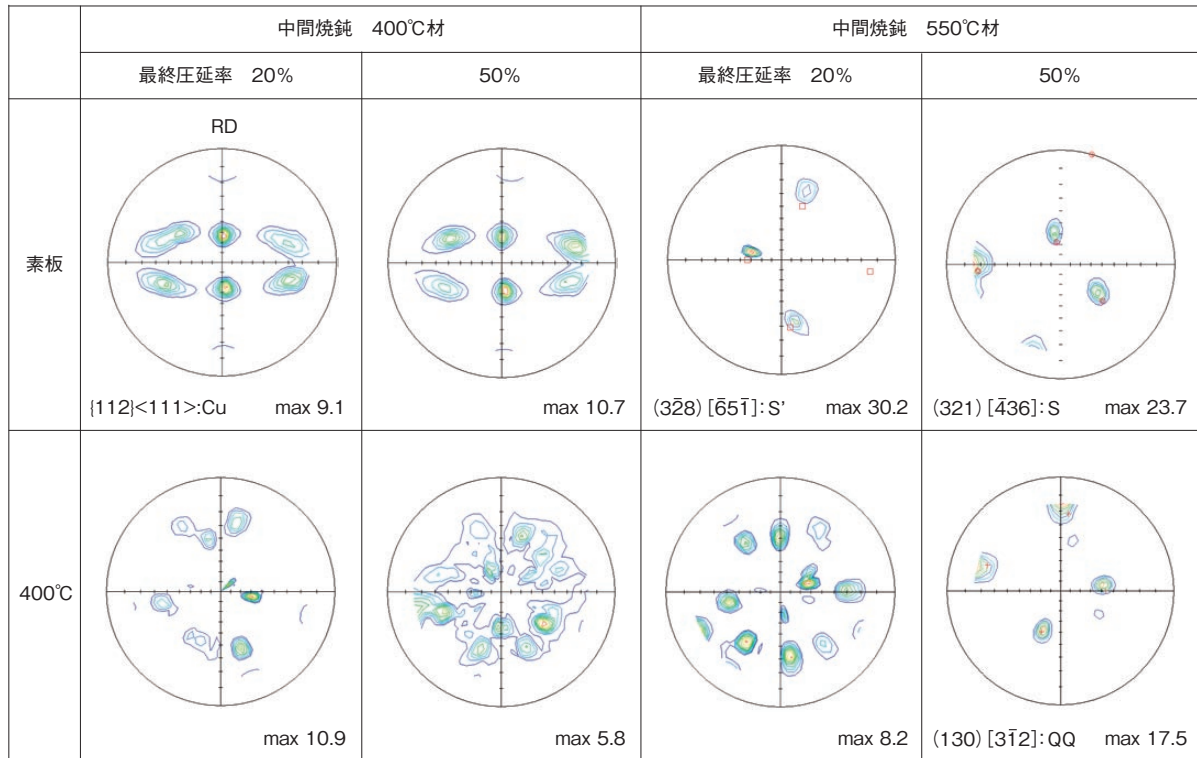 中間焼鈍　400℃材
中間焼鈍　550℃材
最終圧延率　20%
50%
最終圧延率　20%
50%
素板
RD
{112}<111>:Cu　max 9.1
max 10.7
(32̅8)[6̅51̅]:S’　max 30.2
(321)[4̅36]:S　max 23.7
400℃
max 10.9
max 5.8
max 8.2
(130)[31̅2]:QQ　max 17.5